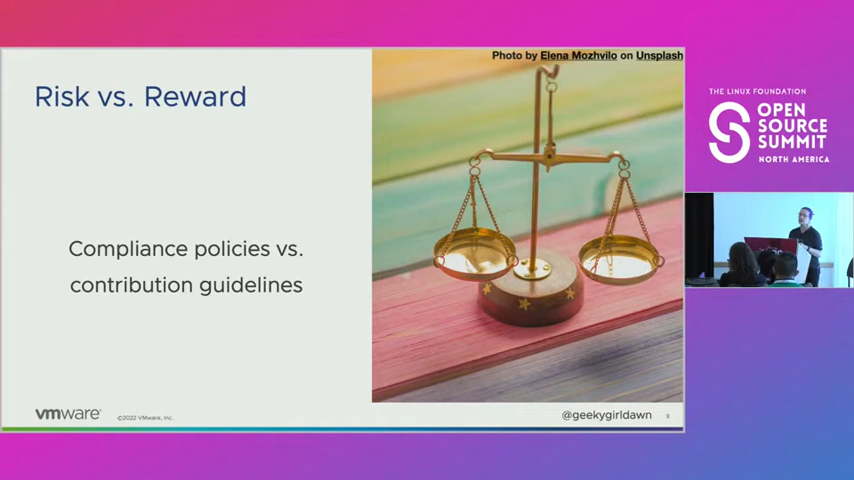 Photo by Elena Mozhvilo on Unsplash
Risk vs. Reward
Compliance policies vs.
contribution guidelines
vmware®
©2022 VMware, Inc.
@geekygirldawn
9
THE LINUX FOUNDATION
OPEN
SOURCE
SUMMIT
NORTH AMERICA